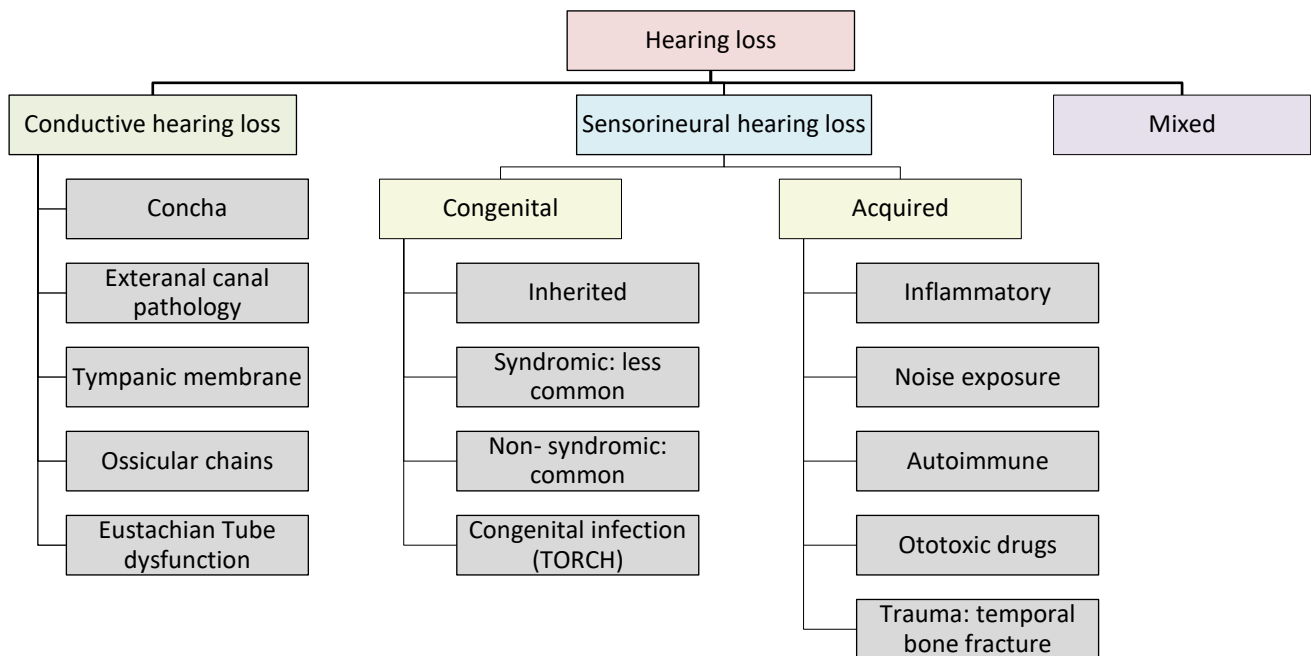 Hearing loss
Conductive hearing loss
Sensorineural hearing loss
Mixed
Concha
Exteranal canal
pathology
Tympanic membrane
Ossicular chains
Eustachian Tube
dysfunction
Congenital
Inherited
Syndromic: less
common
Non- syndromic:
common
Congenital infection
(TORCH)
Acquired
Inflammatory
Noise exposure
Autoimmune
Ototoxic drugs
Trauma: temporal
bone fracture